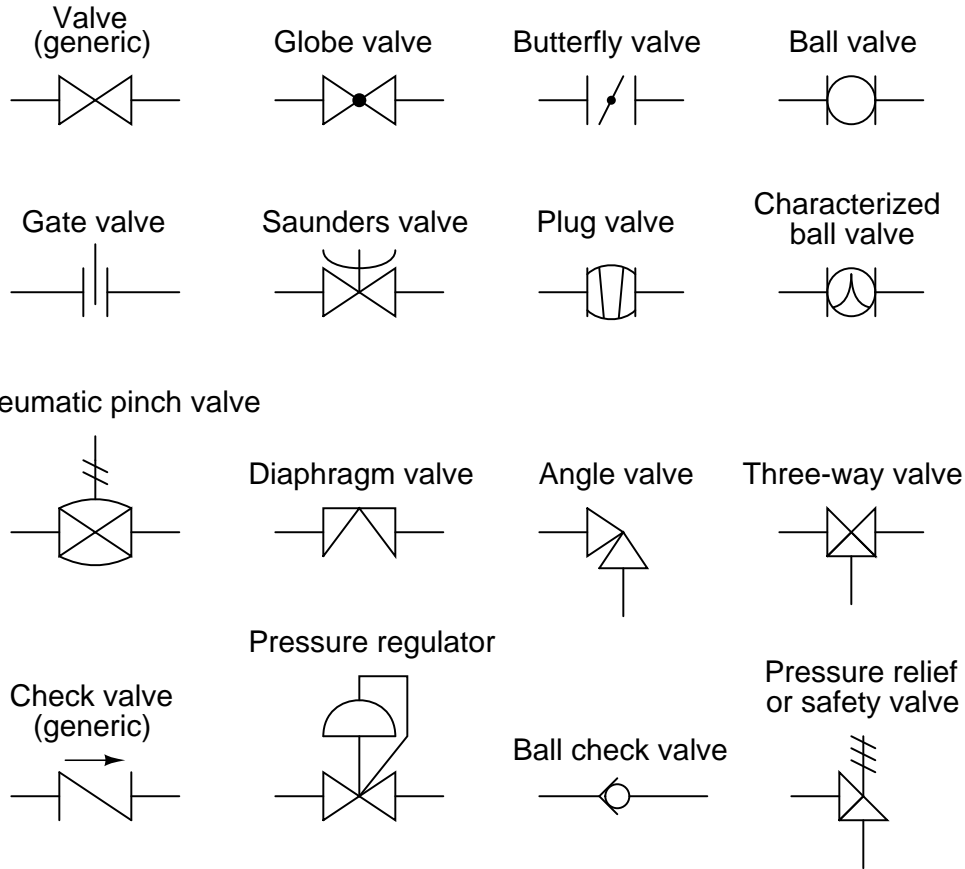 Valve
(generic)
Globe valve
Butterfly valve
Ball valve
Gate valve
Saunders valve
Plug valve
Characterized
ball valve
eumatic pinch valve
Diaphragm valve
Angle valve
Three-way valve
Check valve
(generic)
Pressure regulator
Ball check valve
Pressure relief
or safety valve